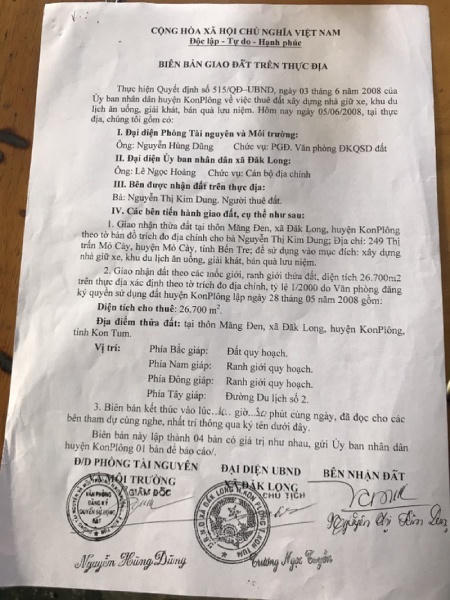 CỘNG HÒA XÃ HỘI CHỦ NGHĨA VIỆT NAM
Độc lập - Tự do - Hạnh phúc
BIÊN BẢN GIAO ĐẤT TRÊN THỰC ĐỊA
Thực hiện Quyết định số 515/QĐ-UBND, ngày 03 tháng 6 năm 2008 của
Ủy ban nhân dân huyện KonPlông về việc thuê đất xây dựng nhà giữ xe, khu du
lịch ăn uống, giải khát, bán quà lưu niệm. Hôm nay ngày 05/06/2008, tại thực
địa, chúng tôi gồm có:
I. Đại diện Phòng Tài nguyên và Môi trường:
Ông: Nguyễn Hùng Dũng Chức vụ: PGĐ. Văn phòng ĐKQSD đất
II. Đại diện Ủy ban nhân dân xã Đăk Long:
Ông: Lê Ngọc Hoàng Chức vụ: Cán bộ địa chính
III. Bên được nhận đất trên thực địa:
Bà: Nguyễn Thị Kim Dung. Người thuê đất.
IV. Các bên tiến hành giao đất, cụ thể như sau:
1. Giao nhận thửa đất tại thôn Măng Đen, xã Đăk Long, huyện KonPlông
theo tờ bản đồ trích đo địa chính cho bà Nguyễn Thị Kim Dung; Địa chỉ: 249 Thị
trấn Mỏ Cày, huyện Mỏ Cày, tỉnh Bến Tre; để sử dụng vào mục đích: xây dựng
nhà giữ xe, khu du lịch ăn uống, giải khát, bán quà lưu niệm.
2. Giao nhận đất theo các mốc giới, ranh giới thửa đất, diện tích 26.700m2
trên thực địa xác định theo tờ trích đo địa chính, tỷ lệ 1/2000 do Văn phòng đăng
ký quyền sử dụng đất huyện KonPlông lập ngày 28 tháng 05 năm 2008 gồm:
Diện tích cho thuê: 26.700 m².
Địa điểm thửa đất: tại thôn Măng Đen, xã Đăk Long, huyện KonPlông,
tỉnh Kon Tum.
Vị trí: Phía Bắc giáp: Đất quy hoạch.
Phía Nam giáp: Ranh giới quy hoạch.
Phía Đông giáp: Ranh giới quy hoạch.
Phía Tây giáp: Đường Du lịch số 2.
3. Biên bản kết thúc vào lúc giờ phút cùng ngày, đã đọc cho các
bên tham dự cùng nghe, nhất trí thông qua ký tên dưới đây.
Biên bản này lập thành 04 bản có giá trị như nhau, gửi Ủy ban nhân dân
huyện KonPlông 01 bản để báo cáo/.
Đ/D PHÒNG TÀI NGUYÊN ĐẠI DIỆN UBND BÊN NHẬN ĐẤT
& MÔI TRƯỜNG XÃ ĐẮK LONG
GIÁM ĐỐC CHỦ TỊCH
VĂN PHÒNG
ĐĂNG KÝ
QUYỀN SỬ DỤNG
ĐẤT
Nguyễn Thị Kim Dung
Nguyễn Hùng Dũng Trương Ngọc Tuyền